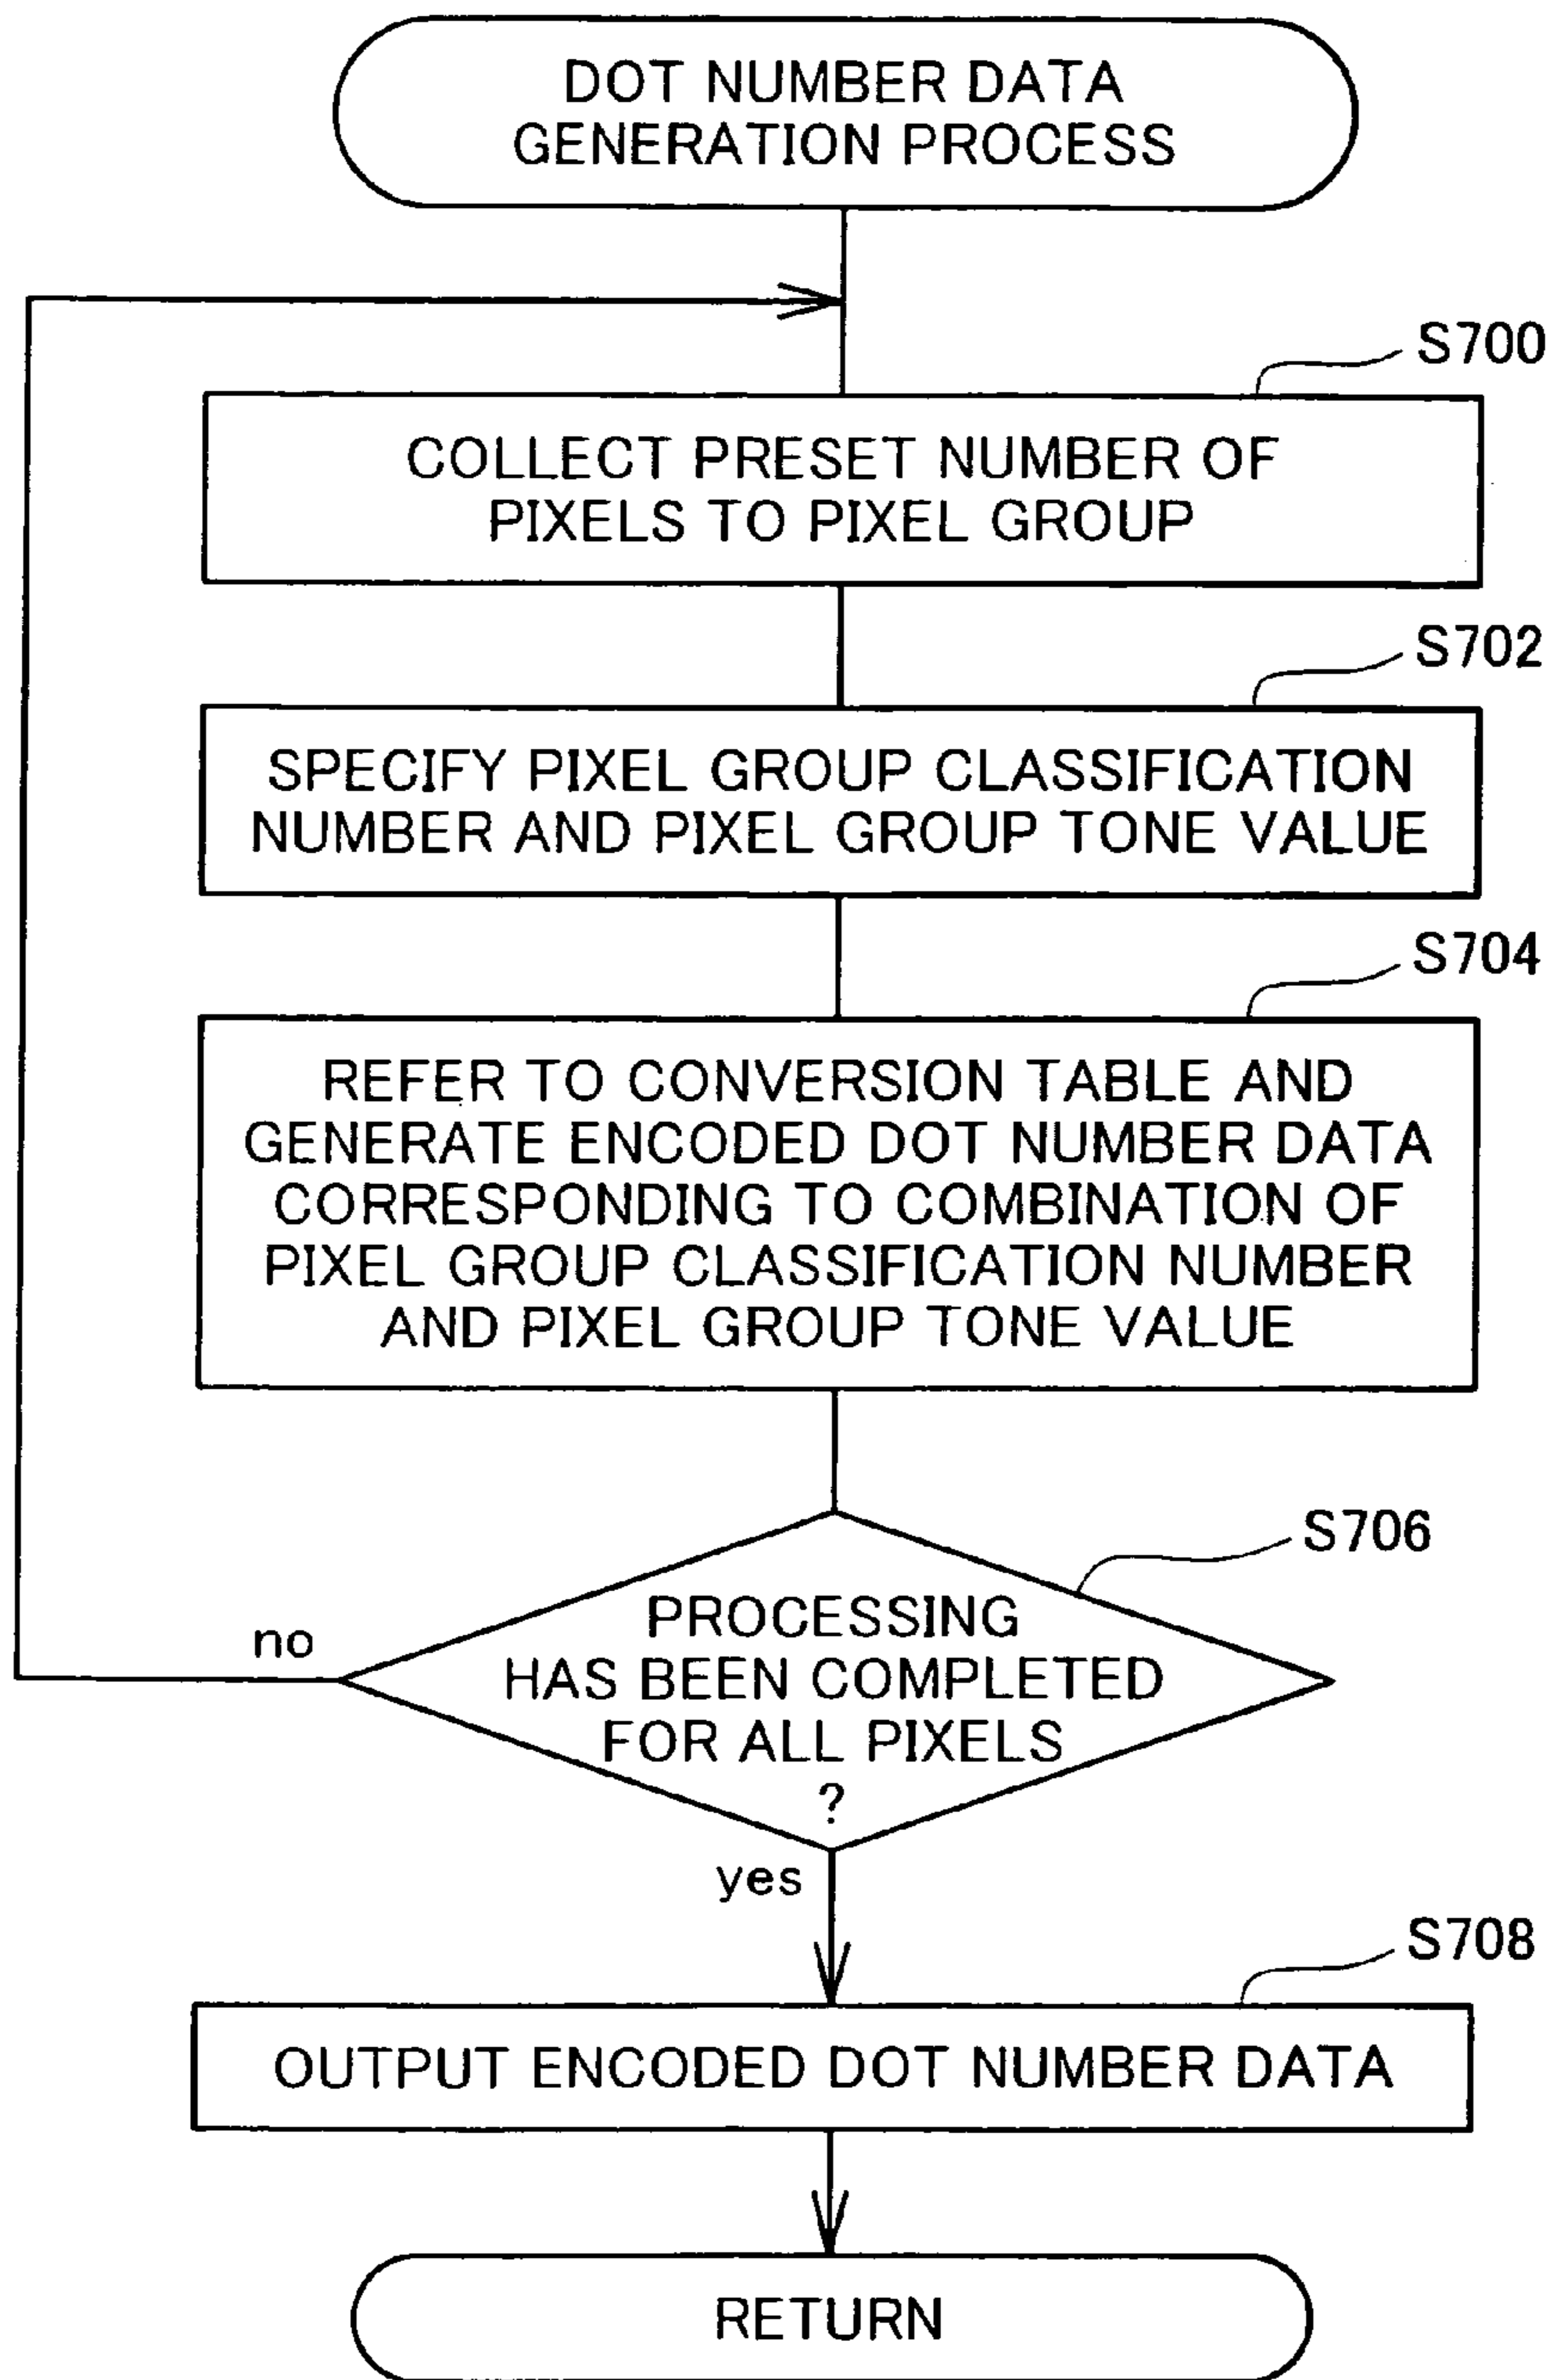 DOT NUMBER DATA
GENERATION PROCESS
S700
COLLECT PRESET NUMBER OF
PIXELS TO PIXEL GROUP
S702
SPECIFY PIXEL GROUP CLASSIFICATION
NUMBER AND PIXEL GROUP TONE VALUE
S704
REFER TO CONVERSION TABLE AND
GENERATE ENCODED DOT NUMBER DATA
CORRESPONDING TO COMBINATION OF
PIXEL GROUP CLASSIFICATION NUMBER
AND PIXEL GROUP TONE VALUE
S706
PROCESSING
HAS BEEN COMPLETED
FOR ALL PIXELS
?
no
yes
S708
OUTPUT ENCODED DOT NUMBER DATA
RETURN